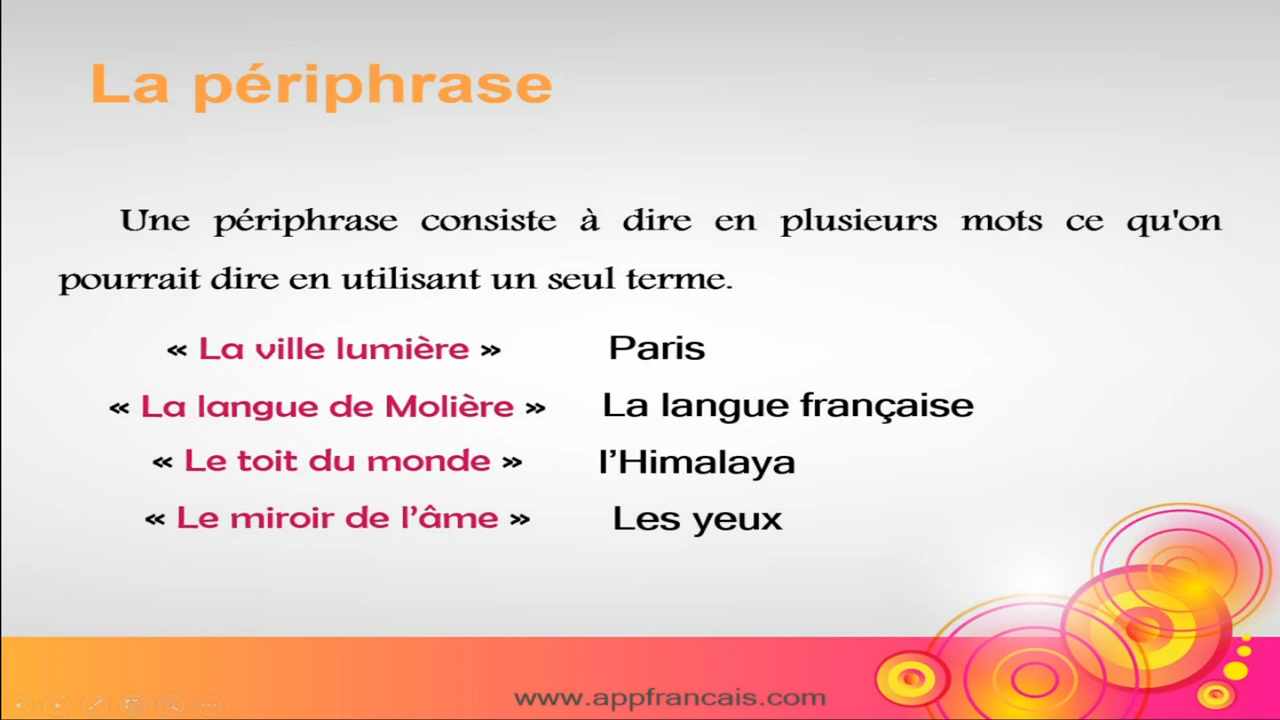 La périphrase
Une périphrase consiste à dire en plusieurs mots ce qu'on
pourrait dire en utilisant un seul terme.
« La ville lumière » Paris
« La langue de Molière » La langue française
« Le toit du monde » l’Himalaya
« Le miroir de l’âme » Les yeux
www.appfrancais.com